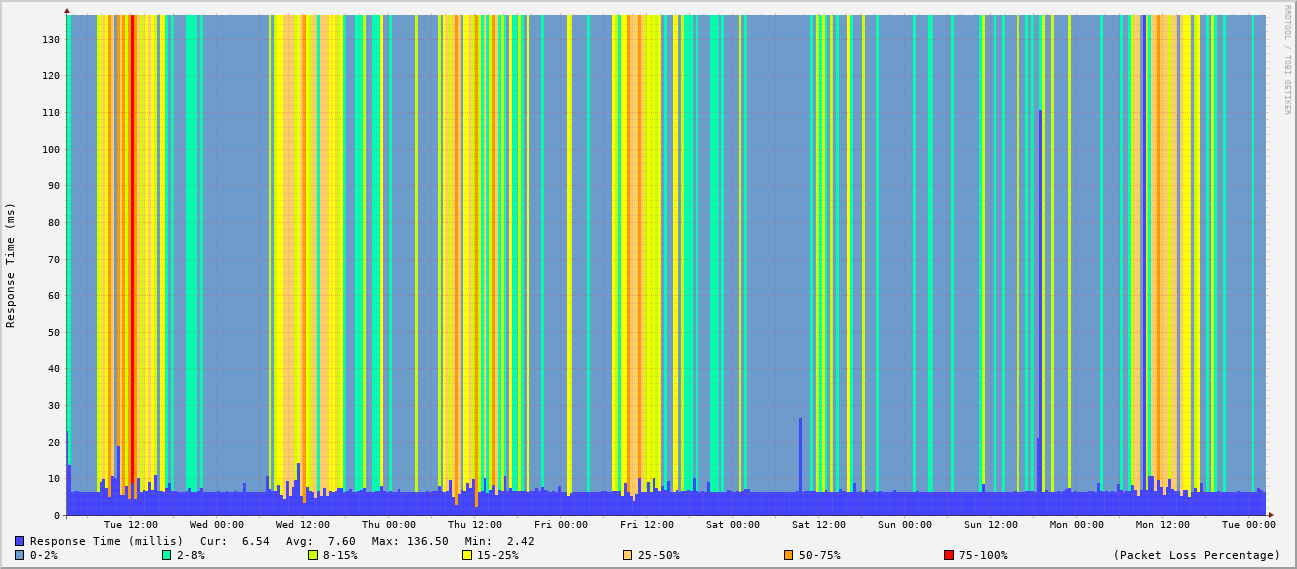 RRDTOOL / TOBI OETIKER
Response Time (ms)
130
120
110
100
90
80
70
60
50
40
30
20
10
0
Tue 12:00 Wed 00:00 Wed 12:00 Thu 00:00 Thu 12:00 Fri 00:00 Fri 12:00 Sat 00:00 Sat 12:00 Sun 00:00 Sun 12:00 Mon 00:00 Mon 12:00 Tue 00:00
Response Time (millis) Cur: 6.54 Avg: 7.60 Max: 136.50 Min: 2.42
0-2% 2-8% 8-15% 15-25% 25-50% 50-75% 75-100% (Packet Loss Percentage)